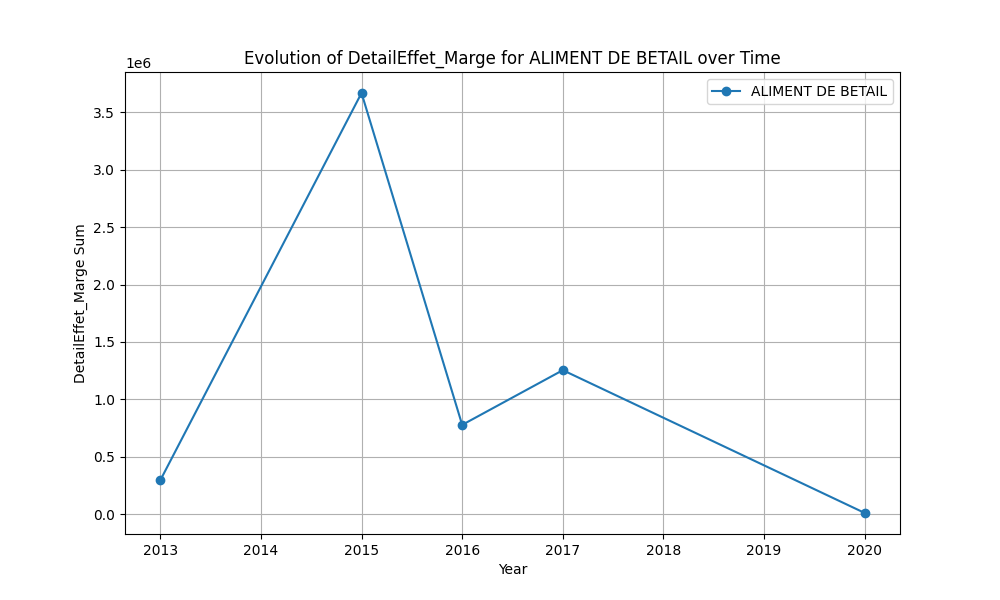 Evolution of DetailEffet_Marge for ALIMENT DE BETAIL over Time
1e6
ALIMENT DE BETAIL
3.5
3.0
2.5
2.0
1.5
1.0
0.5
0.0
DetailEffet_Marge Sum
2013 2014 2015 2016 2017 2018 2019 2020
Year